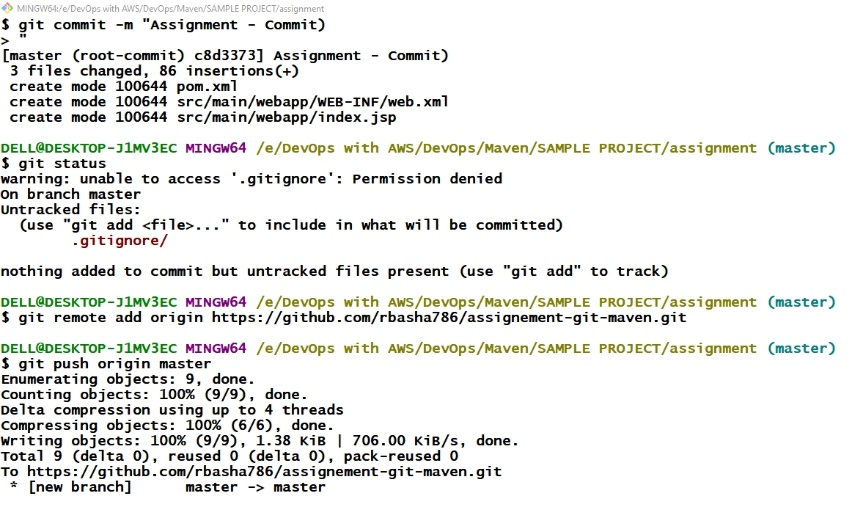 MINGW64:/e/DevOps with AWS/DevOps/Maven/SAMPLE PROJECT/assignment
$ git commit -m "Assignment - Commit)
> "
[master (root-commit) c8d3373] Assignment - Commit)
 3 files changed, 86 insertions(+)
 create mode 100644 pom.xml
 create mode 100644 src/main/webapp/WEB-INF/web.xml
 create mode 100644 src/main/webapp/index.jsp
DELL@DESKTOP-J1MV3EC MINGW64 /e/DevOps with AWS/DevOps/Maven/SAMPLE PROJECT/assignment (master)
$ git status
warning: unable to access '.gitignore': Permission denied
On branch master
Untracked files:
  (use "git add <file>..." to include in what will be committed)
        .gitignore/
nothing added to commit but untracked files present (use "git add" to track)
DELL@DESKTOP-J1MV3EC MINGW64 /e/DevOps with AWS/DevOps/Maven/SAMPLE PROJECT/assignment (master)
$ git remote add origin https://github.com/rbasha786/assignement-git-maven.git
DELL@DESKTOP-J1MV3EC MINGW64 /e/DevOps with AWS/DevOps/Maven/SAMPLE PROJECT/assignment (master)
$ git push origin master
Enumerating objects: 9, done.
Counting objects: 100% (9/9), done.
Delta compression using up to 4 threads
Compressing objects: 100% (6/6), done.
Writing objects: 100% (9/9), 1.38 KiB | 706.00 KiB/s, done.
Total 9 (delta 0), reused 0 (delta 0), pack-reused 0
To https://github.com/rbasha786/assignement-git-maven.git
 * [new branch]      master -> master